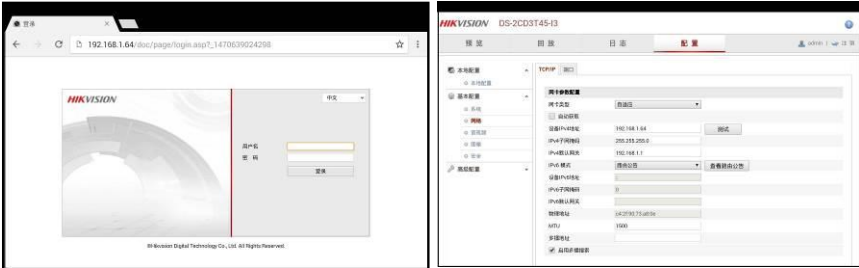 登录
192.168.1.64/doc/page/login.asp?_1470639024298
HIKVISION
中文
用户名
密 码
登录
Hikvision Digital Technology Co., Ltd. All Rights Reserved.
HIKVISION DS-2CD3T45-I3
预 览
回 放
日 志
配 置
admin
本地配置
本地配置
基本配置
系统
网络
音视频
图像
安全
高级配置
TCP/IP 端口
网卡参数配置
网卡类型 自适应
自动获取
设备IPv4地址 192.168.1.64 测试
IPv4子网掩码 255.255.255.0
IPv4默认网关 192.168.1.1
IPv6 模式 路由公告 查看路由公告
设备IPv6地址 ::
IPv6子网掩码 0
IPv6默认网关
物理地址
MTU 1500
多播地址
启用多播搜索